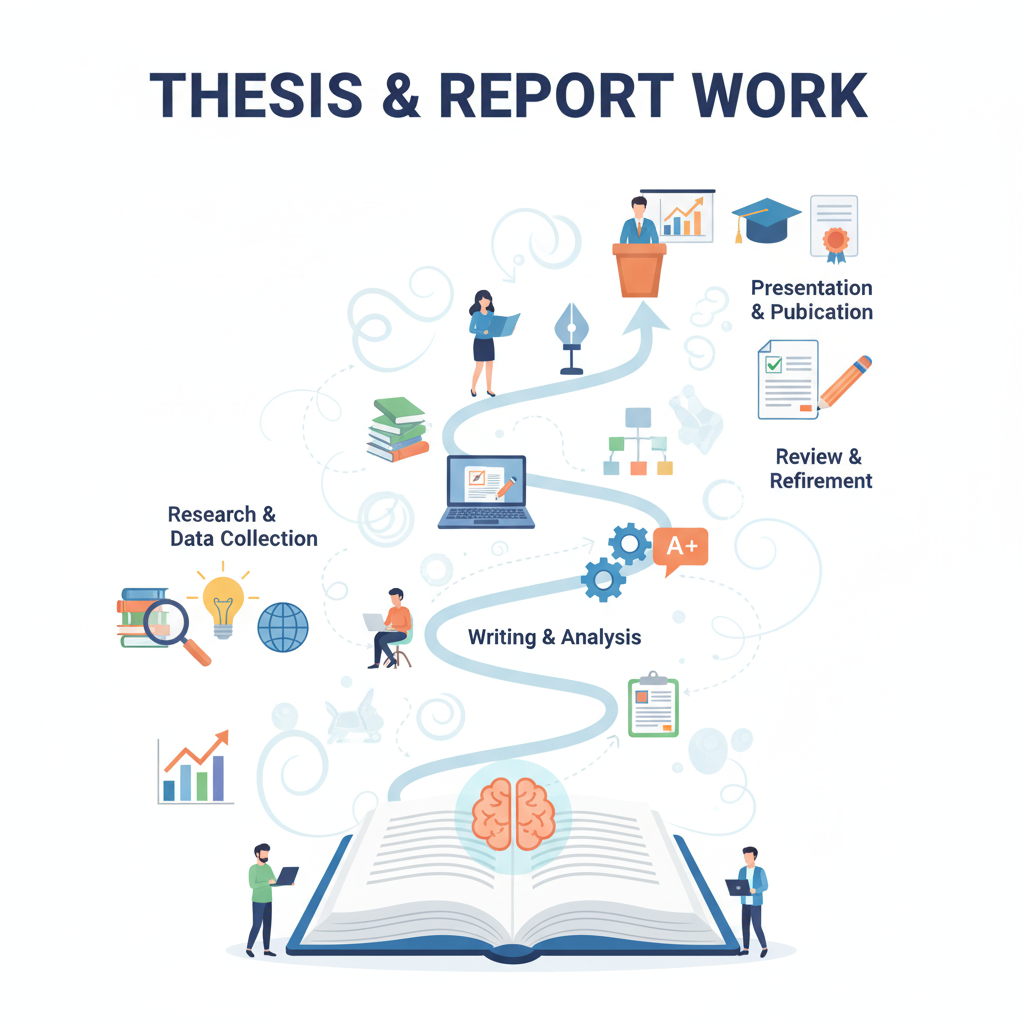 THESIS & REPORT WORK
Presentation
& Pubication
Review &
Refirement
Research &
Data Collection
A+
Writing & Analysis